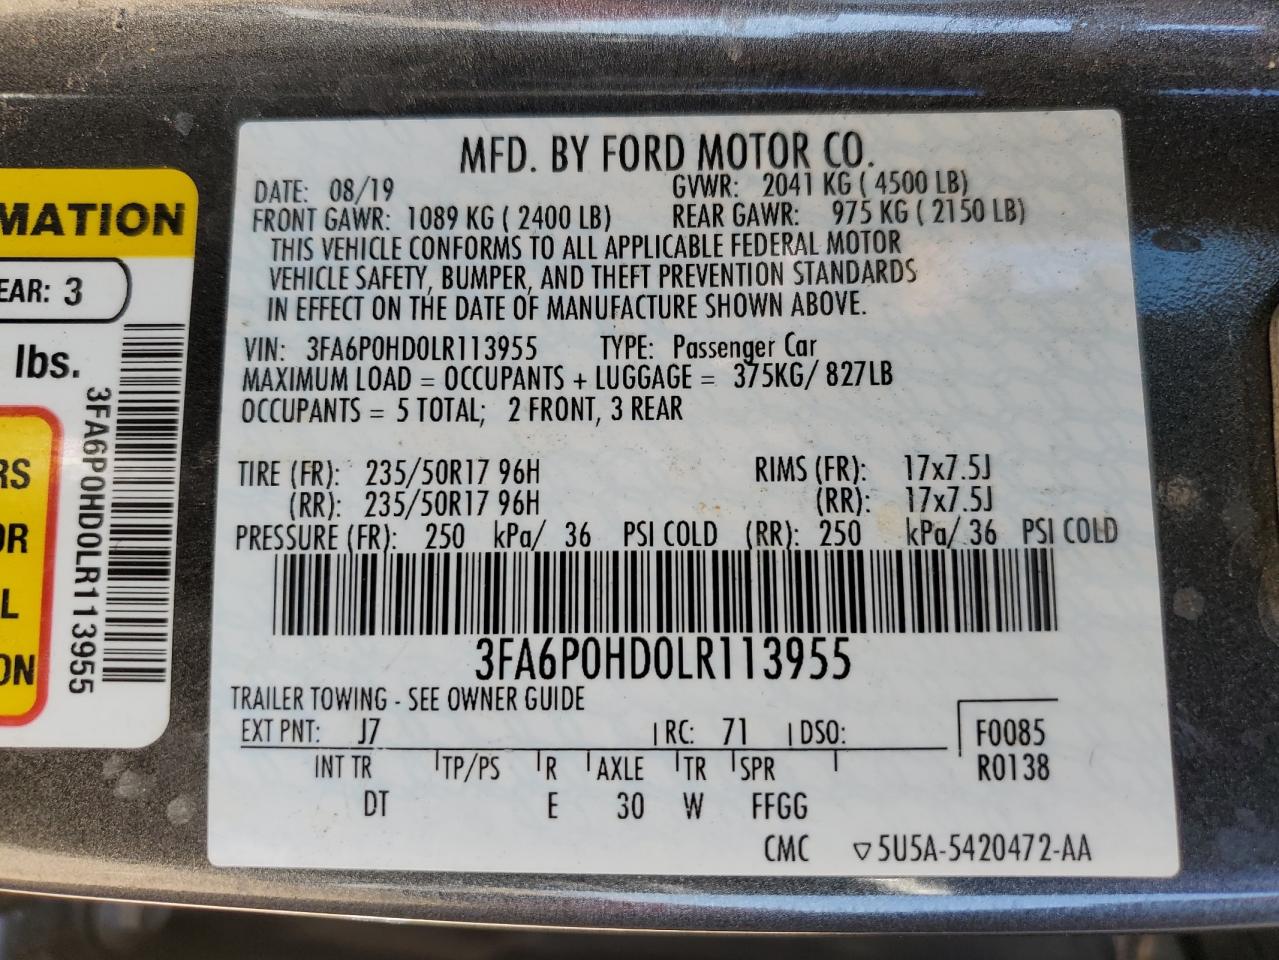 MFD. BY FORD MOTOR CO.
DATE: 08/19 GVWR: 2041 KG ( 4500 LB)
FRONT GAWR: 1089 KG ( 2400 LB) REAR GAWR: 975 KG ( 2150 LB)
THIS VEHICLE CONFORMS TO ALL APPLICABLE FEDERAL MOTOR
VEHICLE SAFETY, BUMPER, AND THEFT PREVENTION STANDARDS
IN EFFECT ON THE DATE OF MANUFACTURE SHOWN ABOVE.
VIN: 3FA6P0HD0LR113955 TYPE: Passenger Car
MAXIMUM LOAD = OCCUPANTS + LUGGAGE = 375KG/ 827LB
OCCUPANTS = 5 TOTAL; 2 FRONT, 3 REAR
TIRE (FR): 235/50R17 96H RIMS (FR): 17x7.5J
(RR): 235/50R17 96H (RR): 17x7.5J
PRESSURE (FR): 250 kPa/ 36 PSI COLD (RR): 250 kPa/ 36 PSI COLD
3FA6P0HD0LR113955
TRAILER TOWING - SEE OWNER GUIDE
EXT PNT: J7 RC: 71 DSO: F0085
INT TR TP/PS R AXLE TR SPR R0138
DT E 30 W FFGG
CMC ▽5U5A-5420472-AA
MATION
EAR: 3
lbs.
3FA6P0HD0LR113955
RS
OR
L
ON